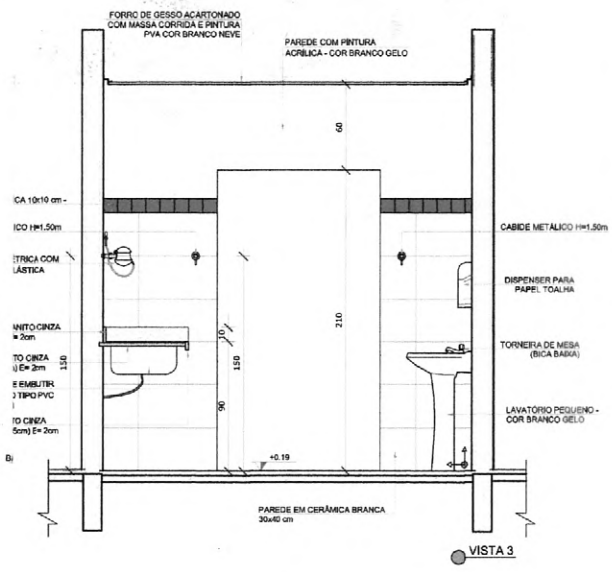 FORRO DE GESSO ACARTONADO
COM MASSA CORRIDA E PINTURA
PVA COR BRANCO NEVE
PAREDE COM PINTURA
ACRÍLICA - COR BRANCO GELO
60
ICA 10x10 cm -
ICO H=1.50m
ÉTRICA COM
LÁSTICA
ANITO CINZA
= 2cm
150
TO CINZA
) E= 2cm
E EMBUTIR
O TIPO PVC
TO CINZA
5cm) E= 2cm
10
90
150
210
+0.19
CABIDE METÁLICO H=1.50m
DISPENSER PARA
PAPEL TOALHA
TORNEIRA DE MESA
(BICA BAIXA)
LAVATÓRIO PEQUENO -
COR BRANCO GELO
PAREDE EM CERÂMICA BRANCA
30x40 cm
VISTA 3